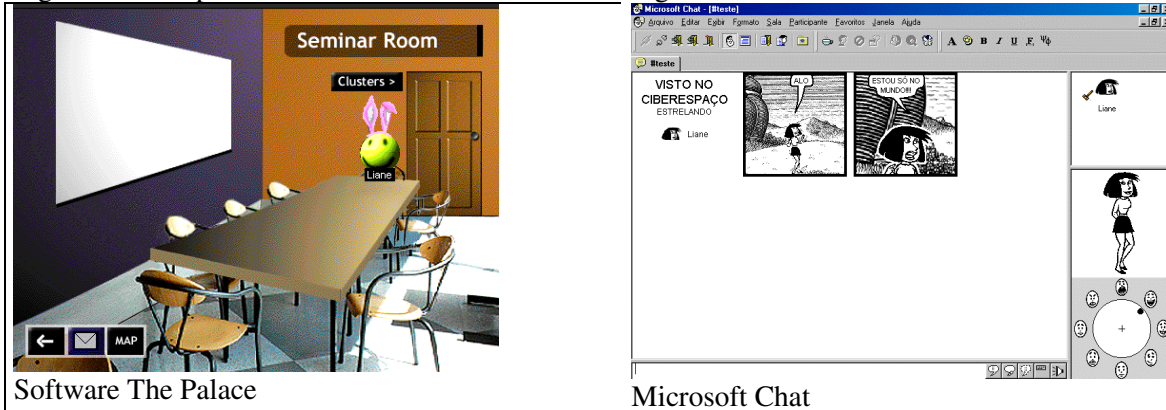 Seminar Room
Clusters >
Liane
MAP
Software The Palace
Microsoft Chat - [#teste]
Arquivo Editar Exibir Formato Sala Participante Favoritos Janela Ajuda
A B I U F
#teste
VISTO NO
CIBERESPAÇO
ESTRELANDO
Liane
ALO
ESTOU SÓ NO
MUNDO!!!
Liane
Microsoft Chat